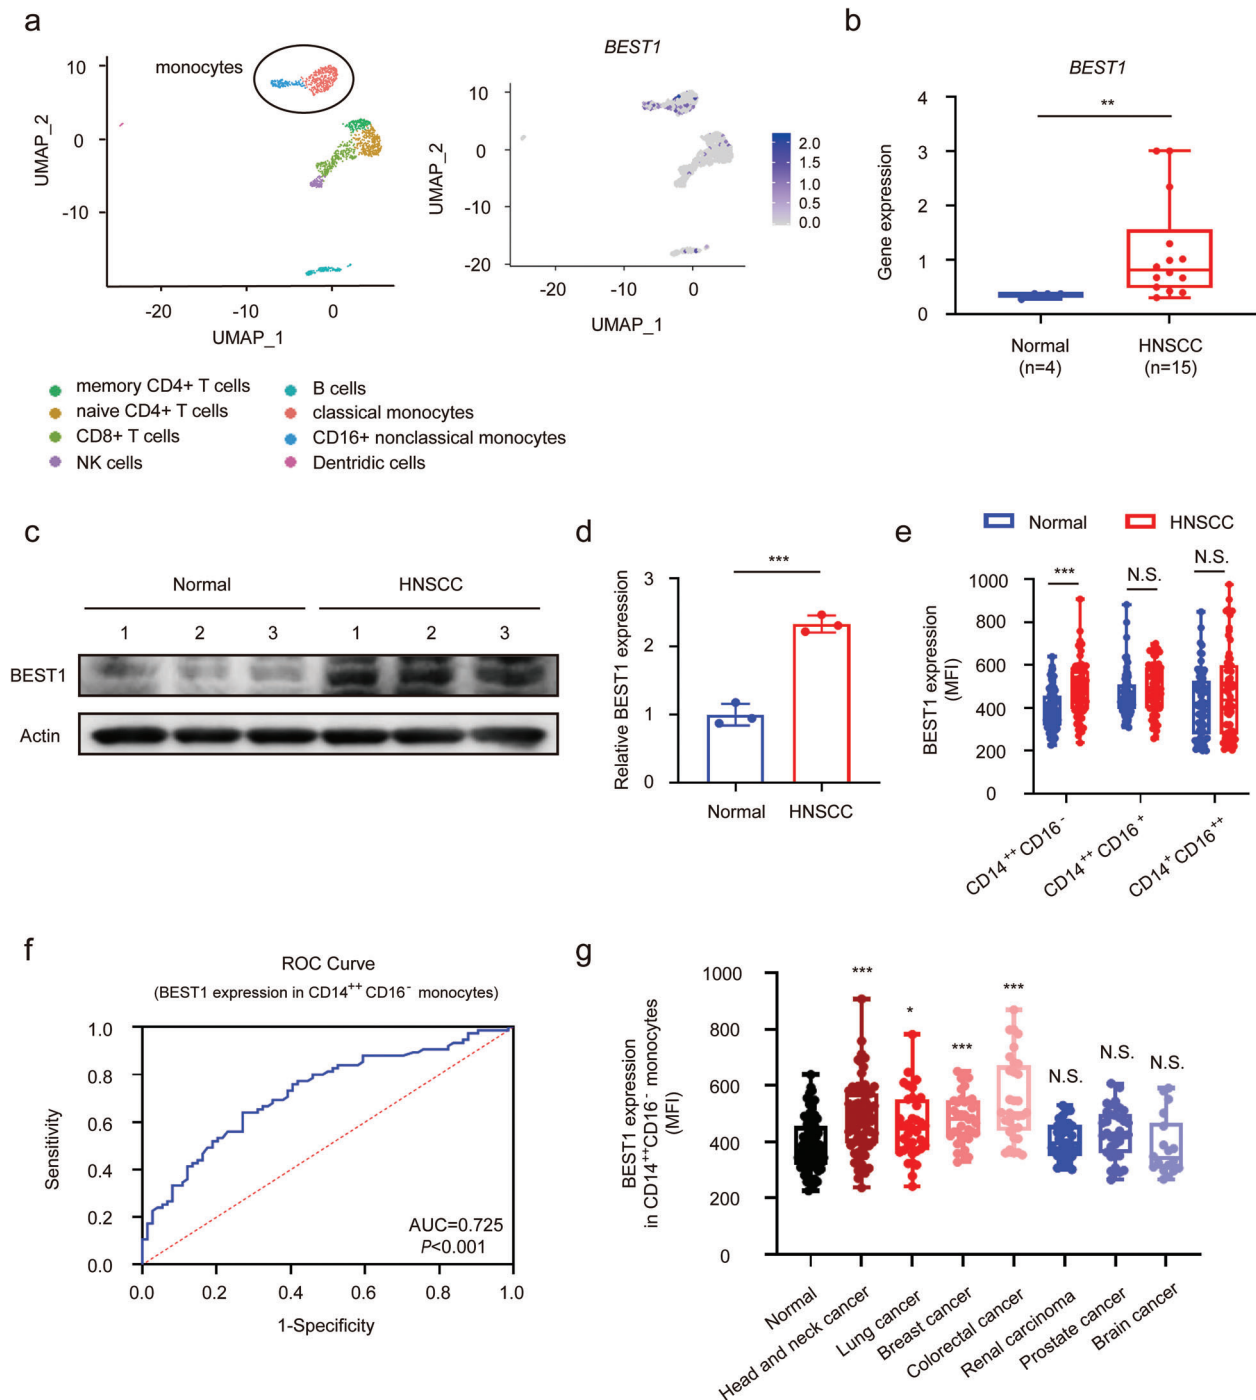 a
monocytes
10
0
-10
UMAP_2
-20
-10
0
UMAP_1
BEST1
10
0
-10
-20
UMAP_2
-20
-10
0
UMAP_1
2.0
1.5
1.0
0.5
0.0
memory CD4+ T cells
naive CD4+ T cells
CD8+ T cells
NK cells
B cells
classical monocytes
CD16+ nonclassical monocytes
Dentridic cells
b
BEST1
**
Gene expression
4
3
2
1
0
Normal
(n=4)
HNSCC
(n=15)
c
Normal
HNSCC
1 2 3 1 2 3
BEST1
Actin
d
***
Relative BEST1 expression
3
2
1
0
Normal
HNSCC
e
Normal
HNSCC
***
N.S.
N.S.
BEST1 expression
(MFI)
1000
800
600
400
200
0
CD14++ CD16-
CD14++ CD16+
CD14+ CD16++
f
ROC Curve
(BEST1 expression in CD14++ CD16- monocytes)
Sensitivity
1.0
0.8
0.6
0.4
0.2
0.0
AUC=0.725
P<0.001
0.0
0.2
0.4
0.6
0.8
1.0
1-Specificity
g
BEST1 expression
in CD14++CD16- monocytes
(MFI)
1000
800
600
400
200
0
***
*
***
***
N.S.
N.S.
N.S.
Normal
Head and neck cancer
Lung cancer
Breast cancer
Colorectal cancer
Renal carcinoma
Prostate cancer
Brain cancer